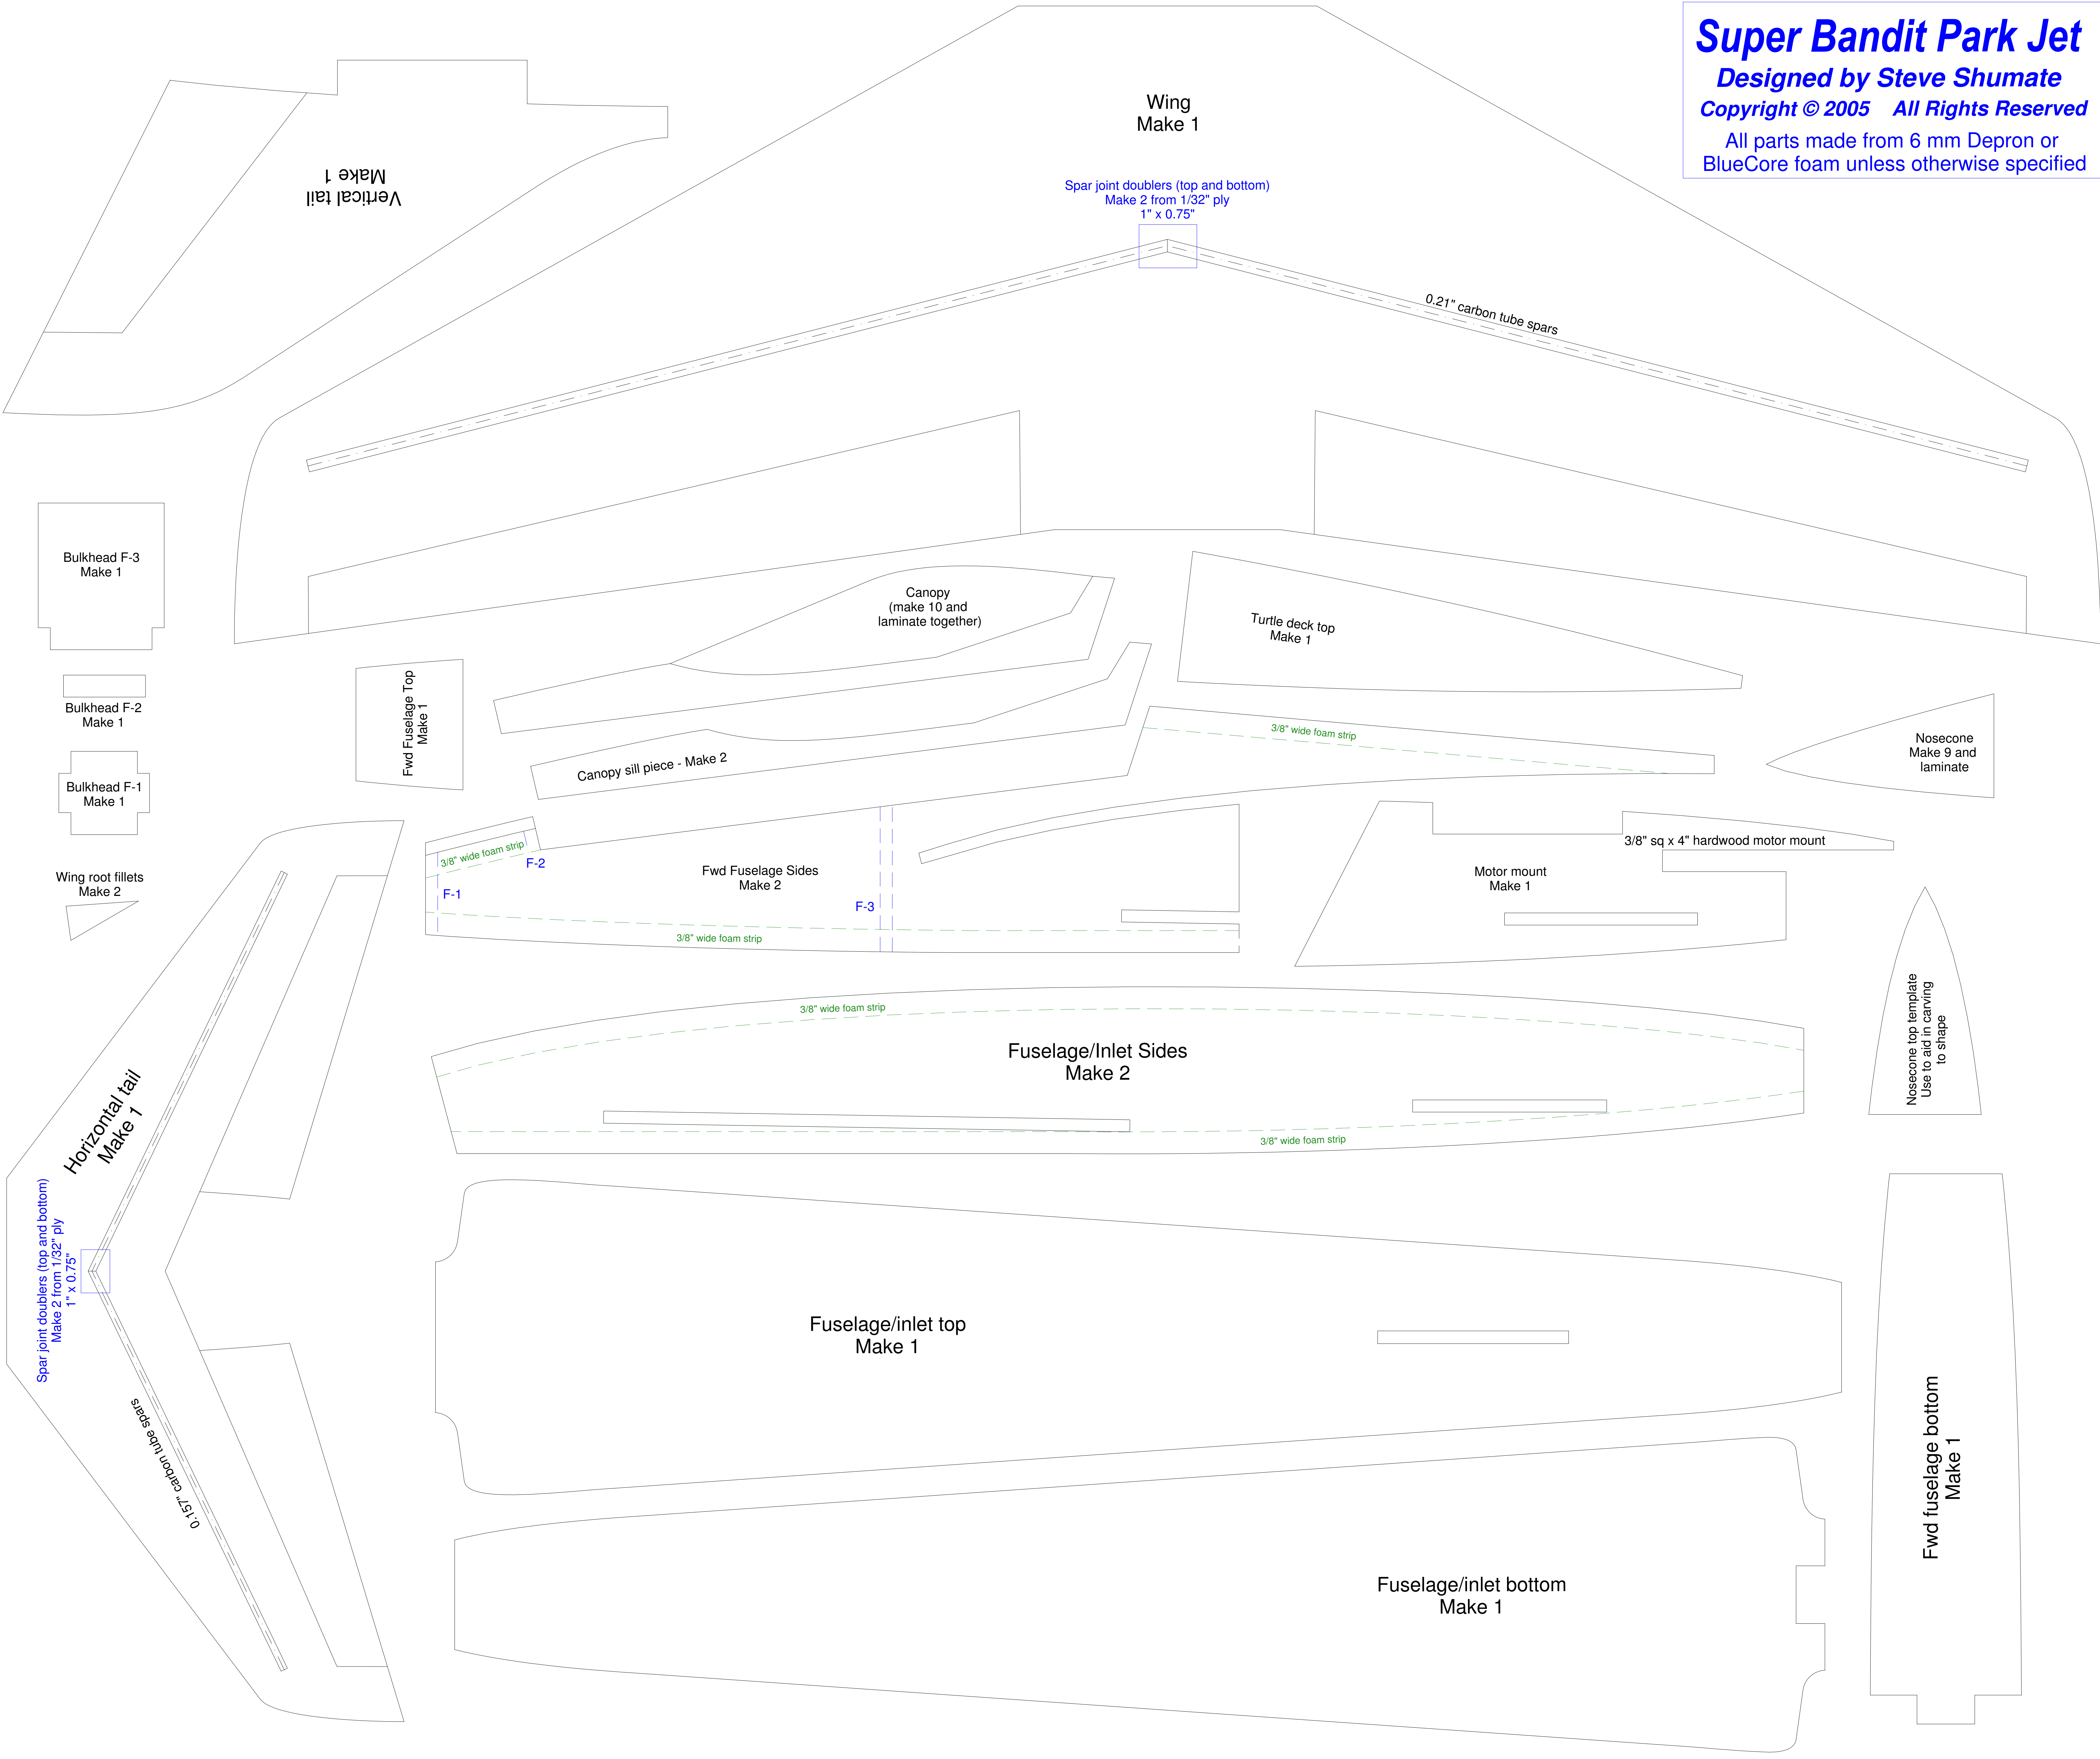 Super Bandit Park Jet
Designed by Steve Shumate
Copyright © 2005 All Rights Reserved
All parts made from 6 mm Depron or
BlueCore foam unless otherwise specified
Wing
Make 1
Spar joint doublers (top and bottom)
Make 2 from 1/32" ply
1" x 0.75"
0.21" carbon tube spars
Vertical tail
Make 1
Bulkhead F-3
Make 1
Bulkhead F-2
Make 1
Bulkhead F-1
Make 1
Wing root fillets
Make 2
Fwd Fuselage Top
Make 1
Canopy
(make 10 and
laminate together)
Canopy sill piece - Make 2
Turtle deck top
Make 1
3/8" wide foam strip
Nosecone
Make 9 and
laminate
3/8" wide foam strip
F-2
F-1
Fwd Fuselage Sides
Make 2
F-3
3/8" wide foam strip
3/8" sq x 4" hardwood motor mount
Motor mount
Make 1
Nosecone top template
Use to aid in carving
to shape
3/8" wide foam strip
Fuselage/Inlet Sides
Make 2
3/8" wide foam strip
Horizontal tail
Make 1
Spar joint doublers (top and bottom)
Make 2 from 1/32" ply
1" x 0.75"
0.157" carbon tube spars
Fuselage/inlet top
Make 1
Fuselage/inlet bottom
Make 1
Fwd fuselage bottom
Make 1